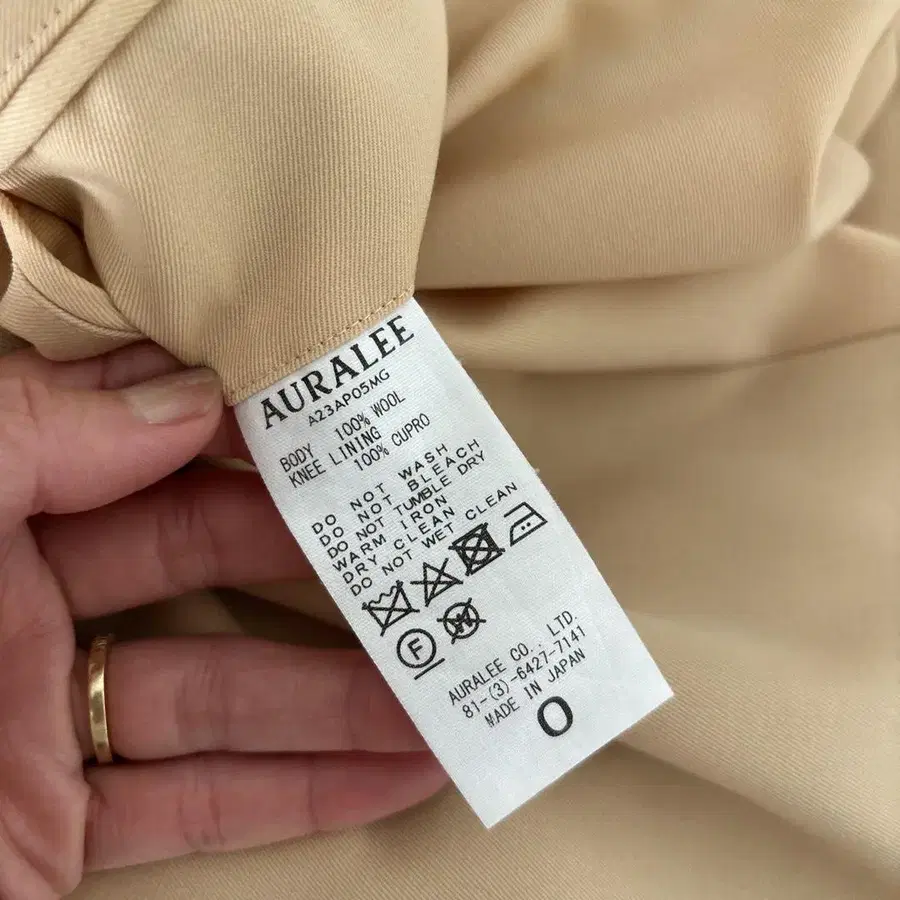 AURALEE
A23AP05MG
BODY 100% WOOL
KNEE LINING
100% CUPRO
DO NOT WASH
DO NOT BLEACH
DO NOT TUMBLE DRY
WARM IRON
DRY CLEAN
DO NOT WET CLEAN
F W
AURALEE CO., LTD.
81-(3)-6427-7141
MADE IN JAPAN
0